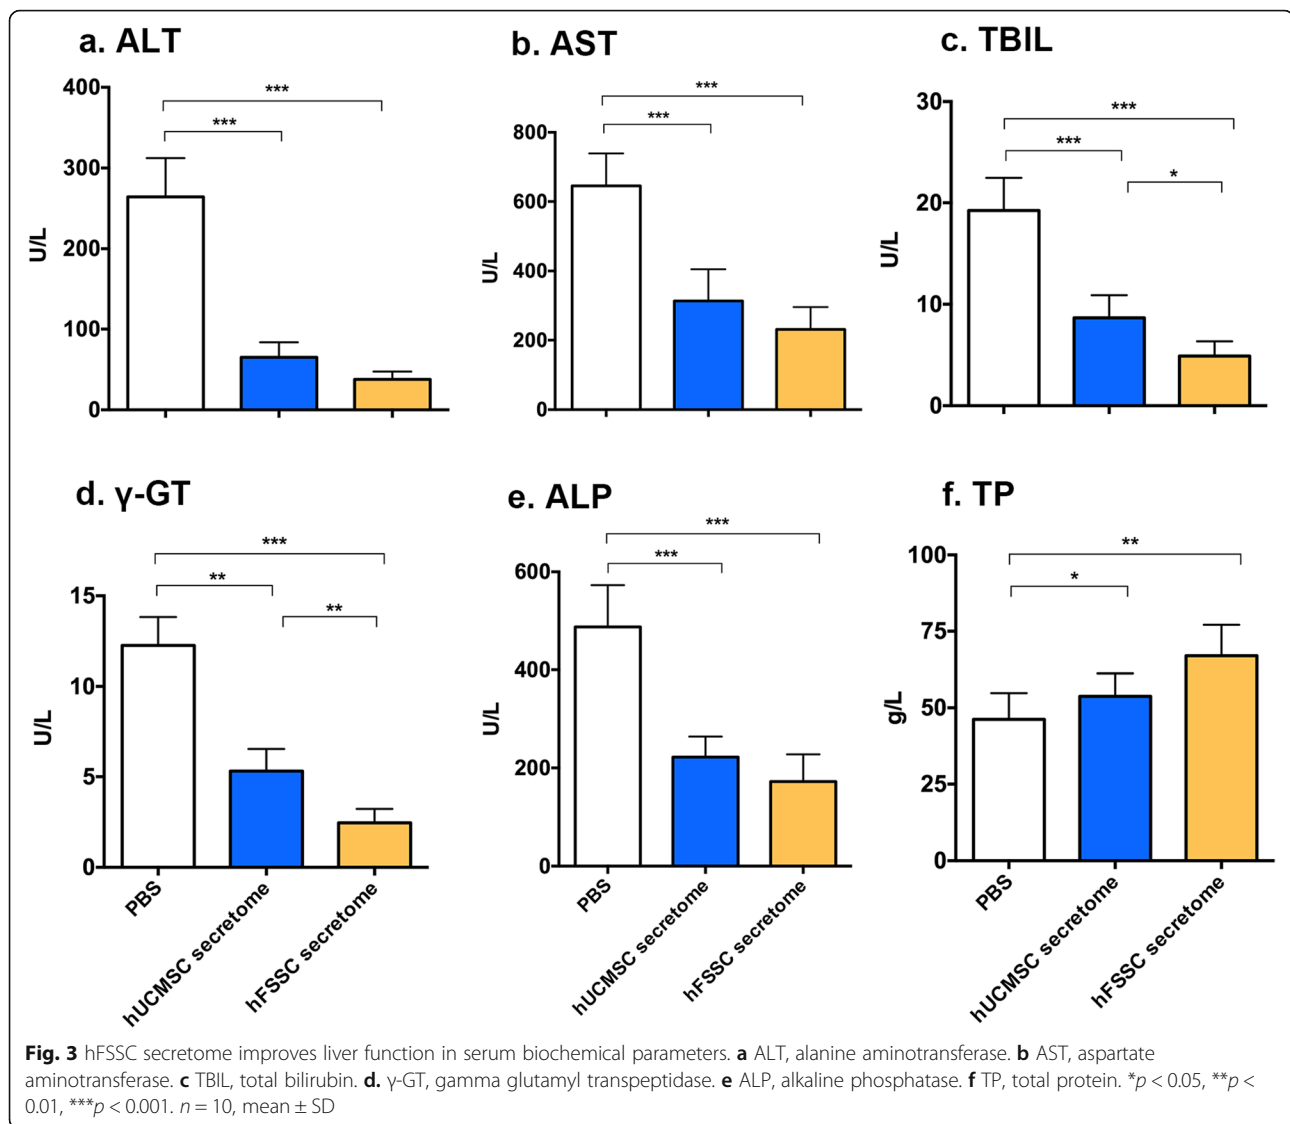 a. ALT
400
300
200
100
0
U/L
***
***
b. AST
800
600
400
200
0
U/L
***
***
c. TBIL
30
20
10
0
U/L
***
***
*
d. γ-GT
15
10
5
0
U/L
***
**
**
PBS
hUCMSC secretome
hFSSC secretome
e. ALP
600
400
200
0
U/L
***
***
PBS
hUCMSC secretome
hFSSC secretome
f. TP
100
75
50
25
0
g/L
**
*
PBS
hUCMSC secretome
hFSSC secretome
Fig. 3 hFSSC secretome improves liver function in serum biochemical parameters. a ALT, alanine aminotransferase. b AST, aspartate
aminotransferase. c TBIL, total bilirubin. d. γ-GT, gamma glutamyl transpeptidase. e ALP, alkaline phosphatase. f TP, total protein. *p < 0.05, **p <
0.01, ***p < 0.001. n = 10, mean ± SD